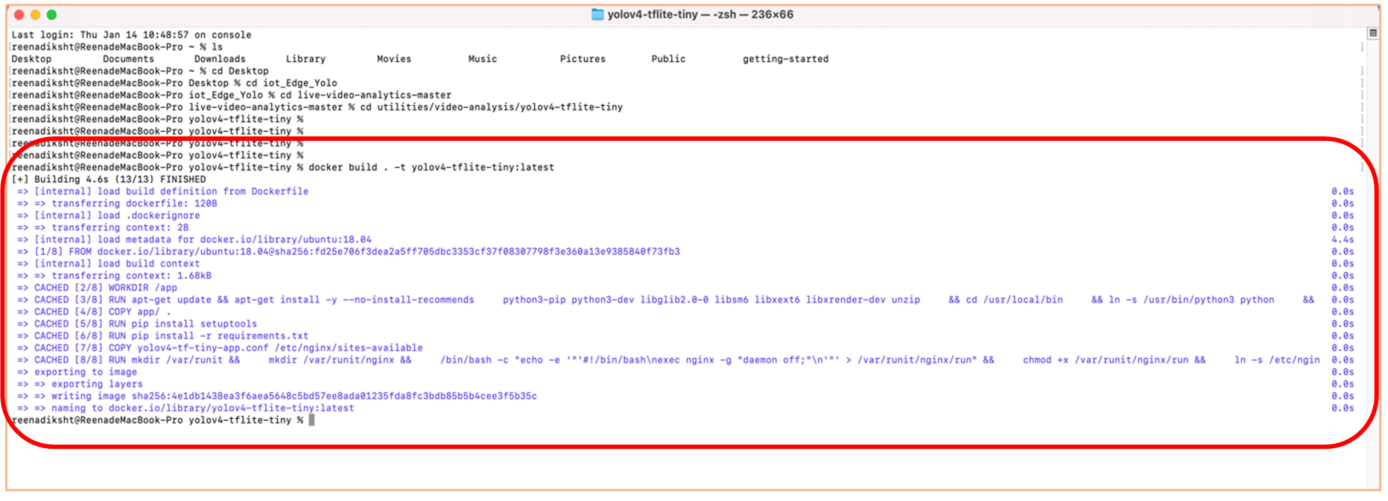 yolov4-tflite-tiny — -zsh — 236×66
Last login: Thu Jan 14 10:48:57 on console
[reenadiksht@ReenadeMacBook-Pro ~ % ls ]
Desktop Documents Downloads Library Movies Music Pictures Public getting-started
[reenadiksht@ReenadeMacBook-Pro ~ % cd Desktop ]
[reenadiksht@ReenadeMacBook-Pro Desktop % cd iot_Edge_Yolo ]
[reenadiksht@ReenadeMacBook-Pro iot_Edge_Yolo % cd live-video-analytics-master ]
[reenadiksht@ReenadeMacBook-Pro live-video-analytics-master % cd utilities/video-analysis/yolov4-tflite-tiny ]
[reenadiksht@ReenadeMacBook-Pro yolov4-tflite-tiny % ]
[reenadiksht@ReenadeMacBook-Pro yolov4-tflite-tiny % ]
[reenadiksht@ReenadeMacBook-Pro yolov4-tflite-tiny % ]
[reenadiksht@ReenadeMacBook-Pro yolov4-tflite-tiny % ]
reenadiksht@ReenadeMacBook-Pro yolov4-tflite-tiny % docker build . -t yolov4-tflite-tiny:latest ]
[+] Building 4.6s (13/13) FINISHED
=> [internal] load build definition from Dockerfile 0.0s
=> => transferring dockerfile: 120B 0.0s
=> [internal] load .dockerignore 0.0s
=> => transferring context: 2B 0.0s
=> [internal] load metadata for docker.io/library/ubuntu:18.04 4.4s
=> [1/8] FROM docker.io/library/ubuntu:18.04@sha256:fd25e706f3dea2a5ff705dbc3353cf37f08307798f3e360a13e9385840f73fb3 0.0s
=> [internal] load build context 0.0s
=> => transferring context: 1.68kB 0.0s
=> CACHED [2/8] WORKDIR /app 0.0s
=> CACHED [3/8] RUN apt-get update && apt-get install -y --no-install-recommends python3-pip python3-dev libglib2.0-0 libsm6 libxext6 libxrender-dev unzip && cd /usr/local/bin && ln -s /usr/bin/python3 python && 0.0s
=> CACHED [4/8] COPY app/ . 0.0s
=> CACHED [5/8] RUN pip install setuptools 0.0s
=> CACHED [6/8] RUN pip install -r requirements.txt 0.0s
=> CACHED [7/8] COPY yolov4-tf-tiny-app.conf /etc/nginx/sites-available 0.0s
=> CACHED [8/8] RUN mkdir /var/runit && mkdir /var/runit/nginx && /bin/bash -c "echo -e '"'#!/bin/bash\nexec nginx -g "daemon off;"\n'"' > /var/runit/nginx/run" && chmod +x /var/runit/nginx/run && ln -s /etc/ngin 0.0s
=> exporting to image 0.0s
=> => exporting layers 0.0s
=> => writing image sha256:4e1db1438ea3f6aea5648c5bd57ee8ada01235fda8fc3bdb85b5b4cee3f5b35c 0.0s
=> => naming to docker.io/library/yolov4-tflite-tiny:latest 0.0s
reenadiksht@ReenadeMacBook-Pro yolov4-tflite-tiny %